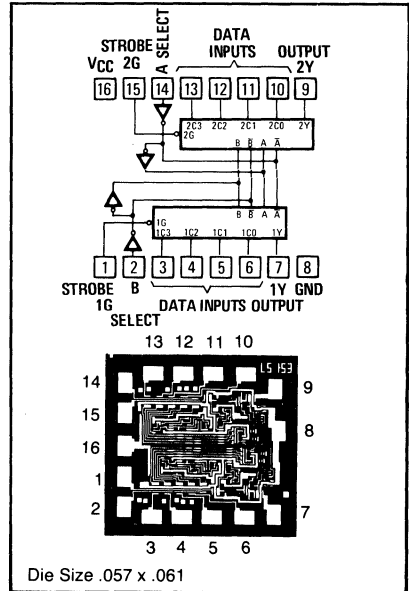 DATA
STROBE A SELECT INPUTS OUTPUT
VCC 2G 2Y
16 15 14 13 12 11 10 9
2C3 2C2 2C1 2C0 2Y
2G
B B̅ A A̅
B B̅ A A̅
1G
1C3 1C2 1C1 1C0 1Y
1 2 3 4 5 6 7 8
STROBE B 1Y GND
1G DATA INPUTS OUTPUT
SELECT
13 12 11 10
LS 153
14 9
15 8
16
1
2 7
3 4 5 6
Die Size .057 x .061